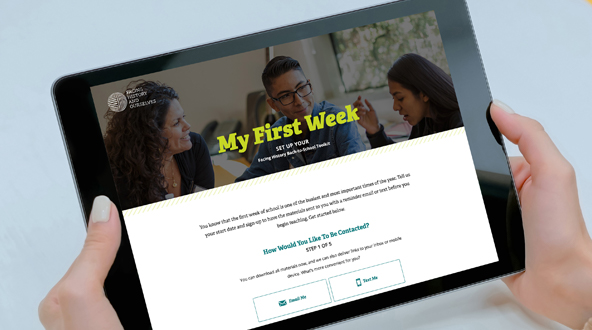 FACING
HISTORY
AND
OURSELVES
My First Week
SET UP YOUR
Facing History Back-to-School Toolkit
You know that the first week of school is one of the busiest and most important times of the year. Tell us
your start date and sign up to have the materials sent to you with a reminder email or text before you
begin teaching. Get started below.
How Would You Like To Be Contacted?
STEP 1 OF 5
You can download all materials now, and we can also deliver links to your inbox or mobile
device. What's more convenient for you?
Email Me
Text Me